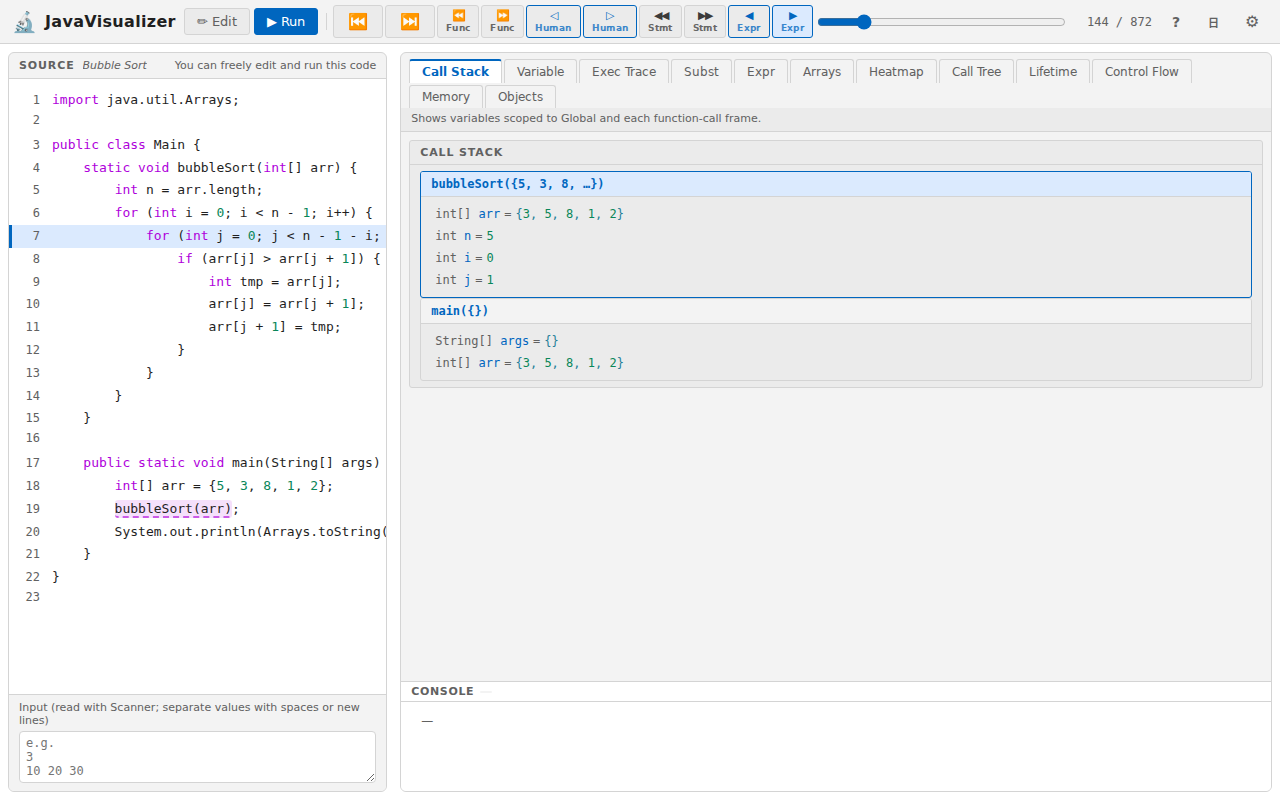 JavaVisualizer ✏ Edit ▶ Run ⏮ ⏭ ⏪ Func ⏩ Func ◁ Human ▷ Human ◀◀ Stmt ▶▶ Stmt ◀ Expr ▶ Expr 144 / 872 ? ⚙
SOURCE Bubble Sort You can freely edit and run this code
1 import java.util.Arrays;
2
3 public class Main {
4 static void bubbleSort(int[] arr) {
5 int n = arr.length;
6 for (int i = 0; i < n - 1; i++) {
7 for (int j = 0; j < n - 1 - i;
8 if (arr[j] > arr[j + 1]) {
9 int tmp = arr[j];
10 arr[j] = arr[j + 1];
11 arr[j + 1] = tmp;
12 }
13 }
14 }
15 }
16
17 public static void main(String[] args)
18 int[] arr = {5, 3, 8, 1, 2};
19 bubbleSort(arr);
20 System.out.println(Arrays.toString(
21 }
22 }
23
Input (read with Scanner; separate values with spaces or new
lines)
e.g.
3
10 20 30
Call Stack Variable Exec Trace Subst Expr Arrays Heatmap Call Tree Lifetime Control Flow
Memory Objects
Shows variables scoped to Global and each function-call frame.
CALL STACK
bubbleSort({5, 3, 8, …})
int[] arr = {3, 5, 8, 1, 2}
int n = 5
int i = 0
int j = 1
main({})
String[] args = {}
int[] arr = {3, 5, 8, 1, 2}
CONSOLE —
—